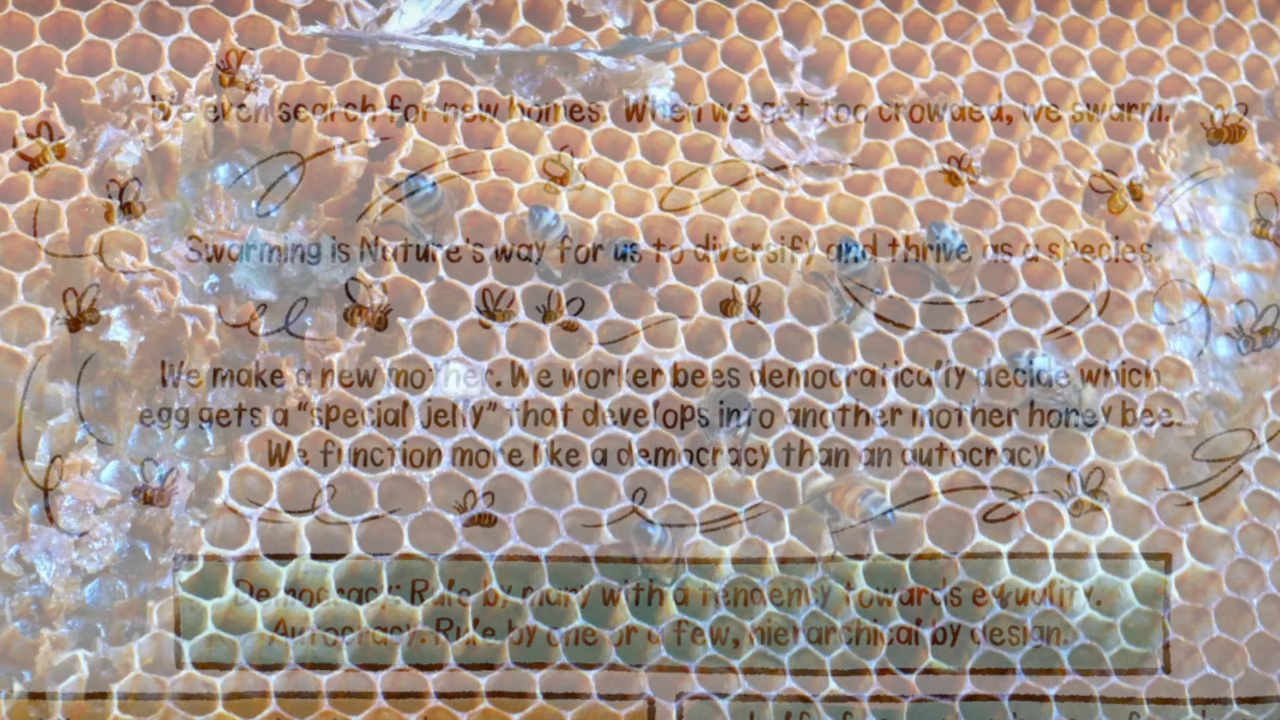 We even search for new homes. When we get too crowded, we swarm.
Swarming is Nature's way for us to diversify and thrive as a species.
We make a new mother. We worker bees democratically decide which
egg gets a “special jelly” that develops into another mother honey bee.
We function more like a democracy than an autocracy
Democracy: Rule by many with a tendency towards equality.
Autocracy. Rule by one or a few, hierarchical by design.